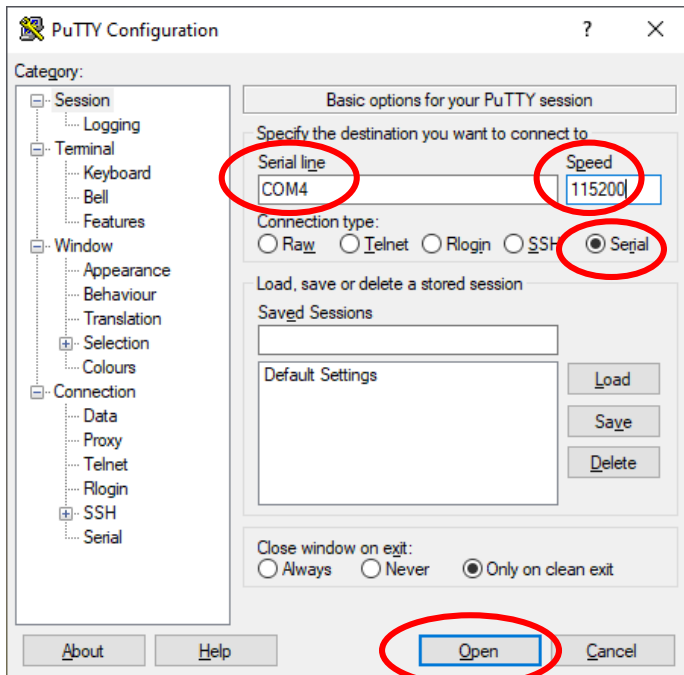 PuTTY Configuration
?
Category:
Session
Logging
Terminal
Keyboard
Bell
Features
Window
Appearance
Behaviour
Translation
Selection
Colours
Connection
Data
Proxy
Telnet
Rlogin
SSH
Serial
Basic options for your PuTTY session
Specify the destination you want to connect to
Serial line Speed
COM4 115200
Connection type:
Raw Telnet Rlogin SSH Serial
Load, save or delete a stored session
Saved Sessions
Default Settings
Load
Save
Delete
Close window on exit:
Always Never Only on clean exit
About Help Open Cancel